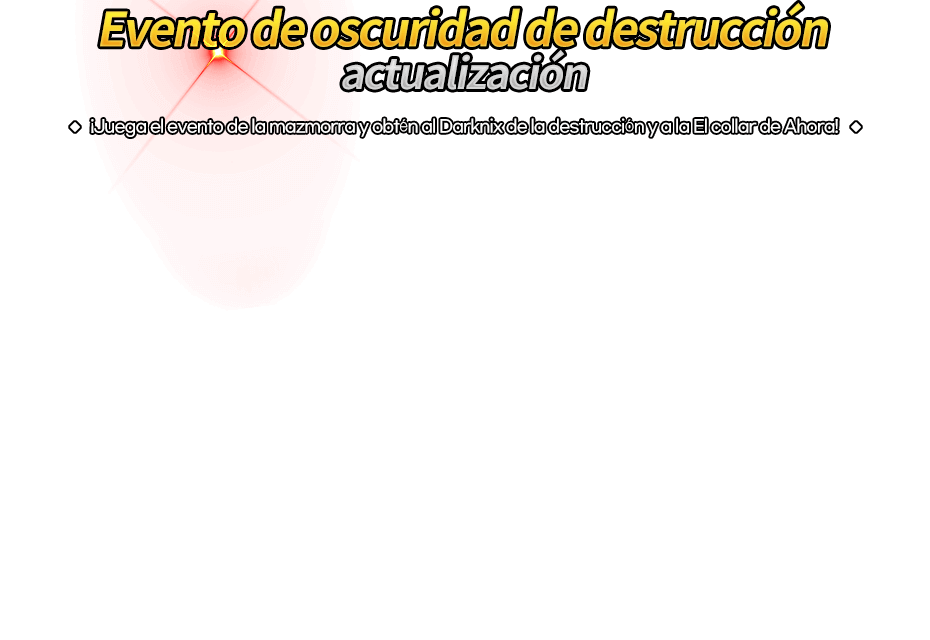 Evento de oscuridad de destrucción
actualización
¡Juega el evento de la mazmorra y obtén al Darknix de la destrucción y a la El collar de Ahora!